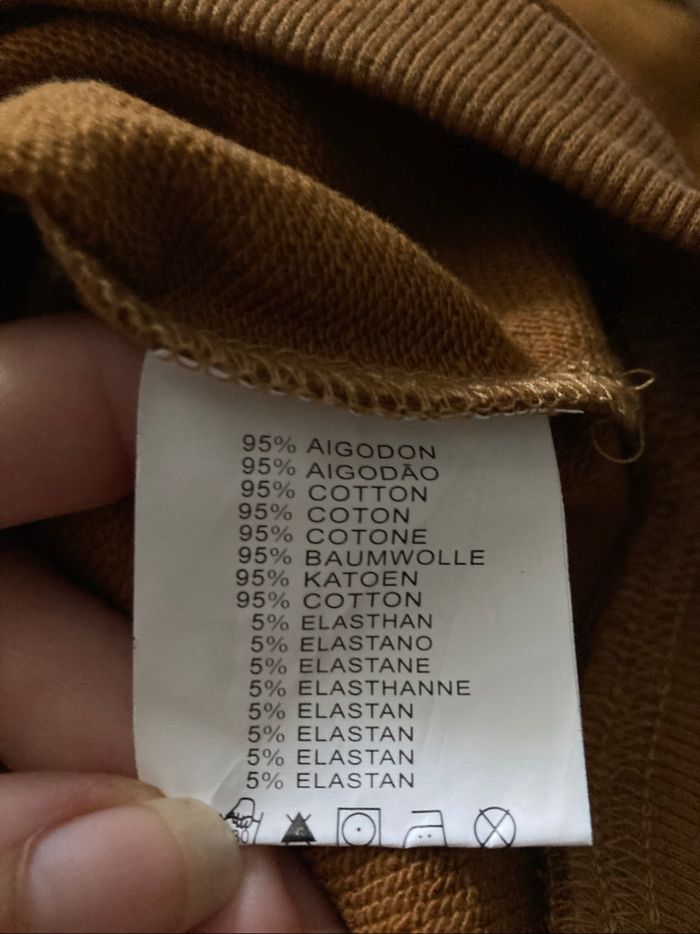 95% AIGODON
95% AIGODÃO
95% COTTON
95% COTON
95% COTONE
95% BAUMWOLLE
95% KATOEN
95% COTTON
5% ELASTHAN
5% ELASTANO
5% ELASTANE
5% ELASTHANNE
5% ELASTAN
5% ELASTAN
5% ELASTAN
5% ELASTAN
30